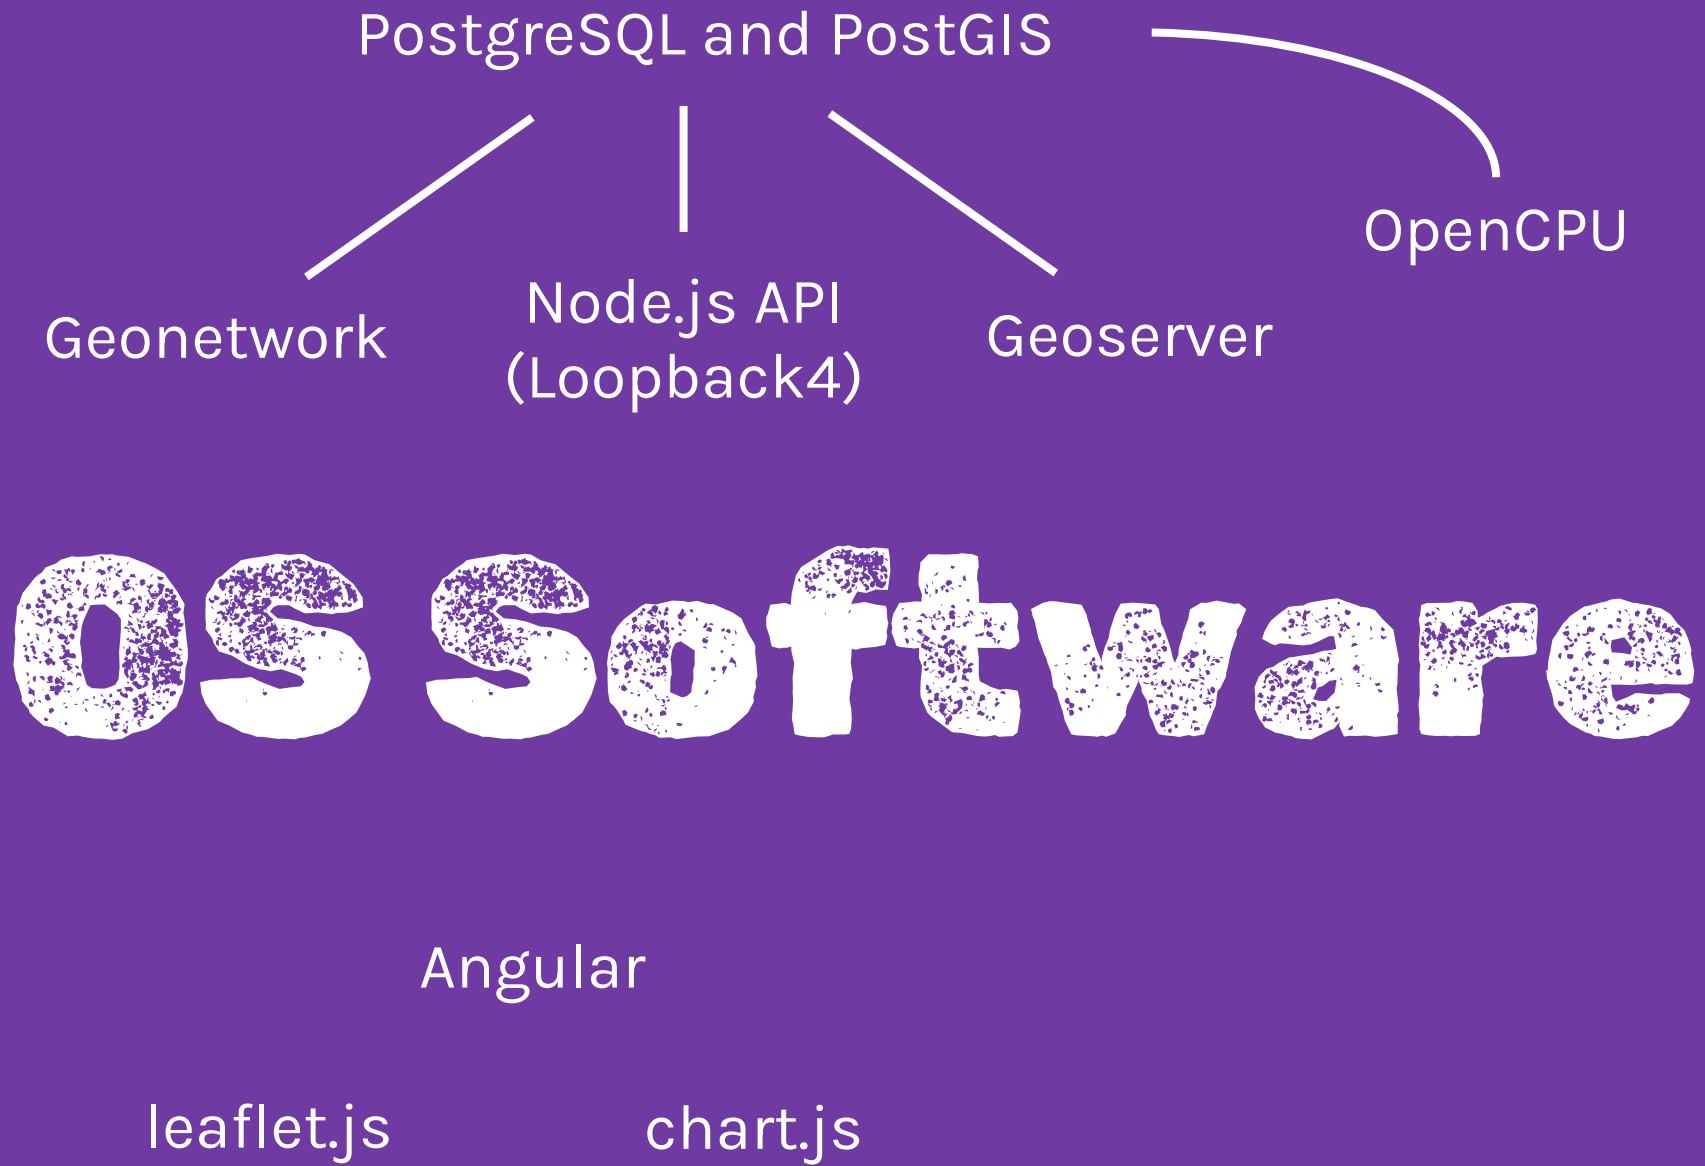 PostgreSQL and PostGIS
OpenCPU
Geonetwork
Node.js API
(Loopback4)
Geoserver
OS Software
Angular
leaflet.js
chart.js